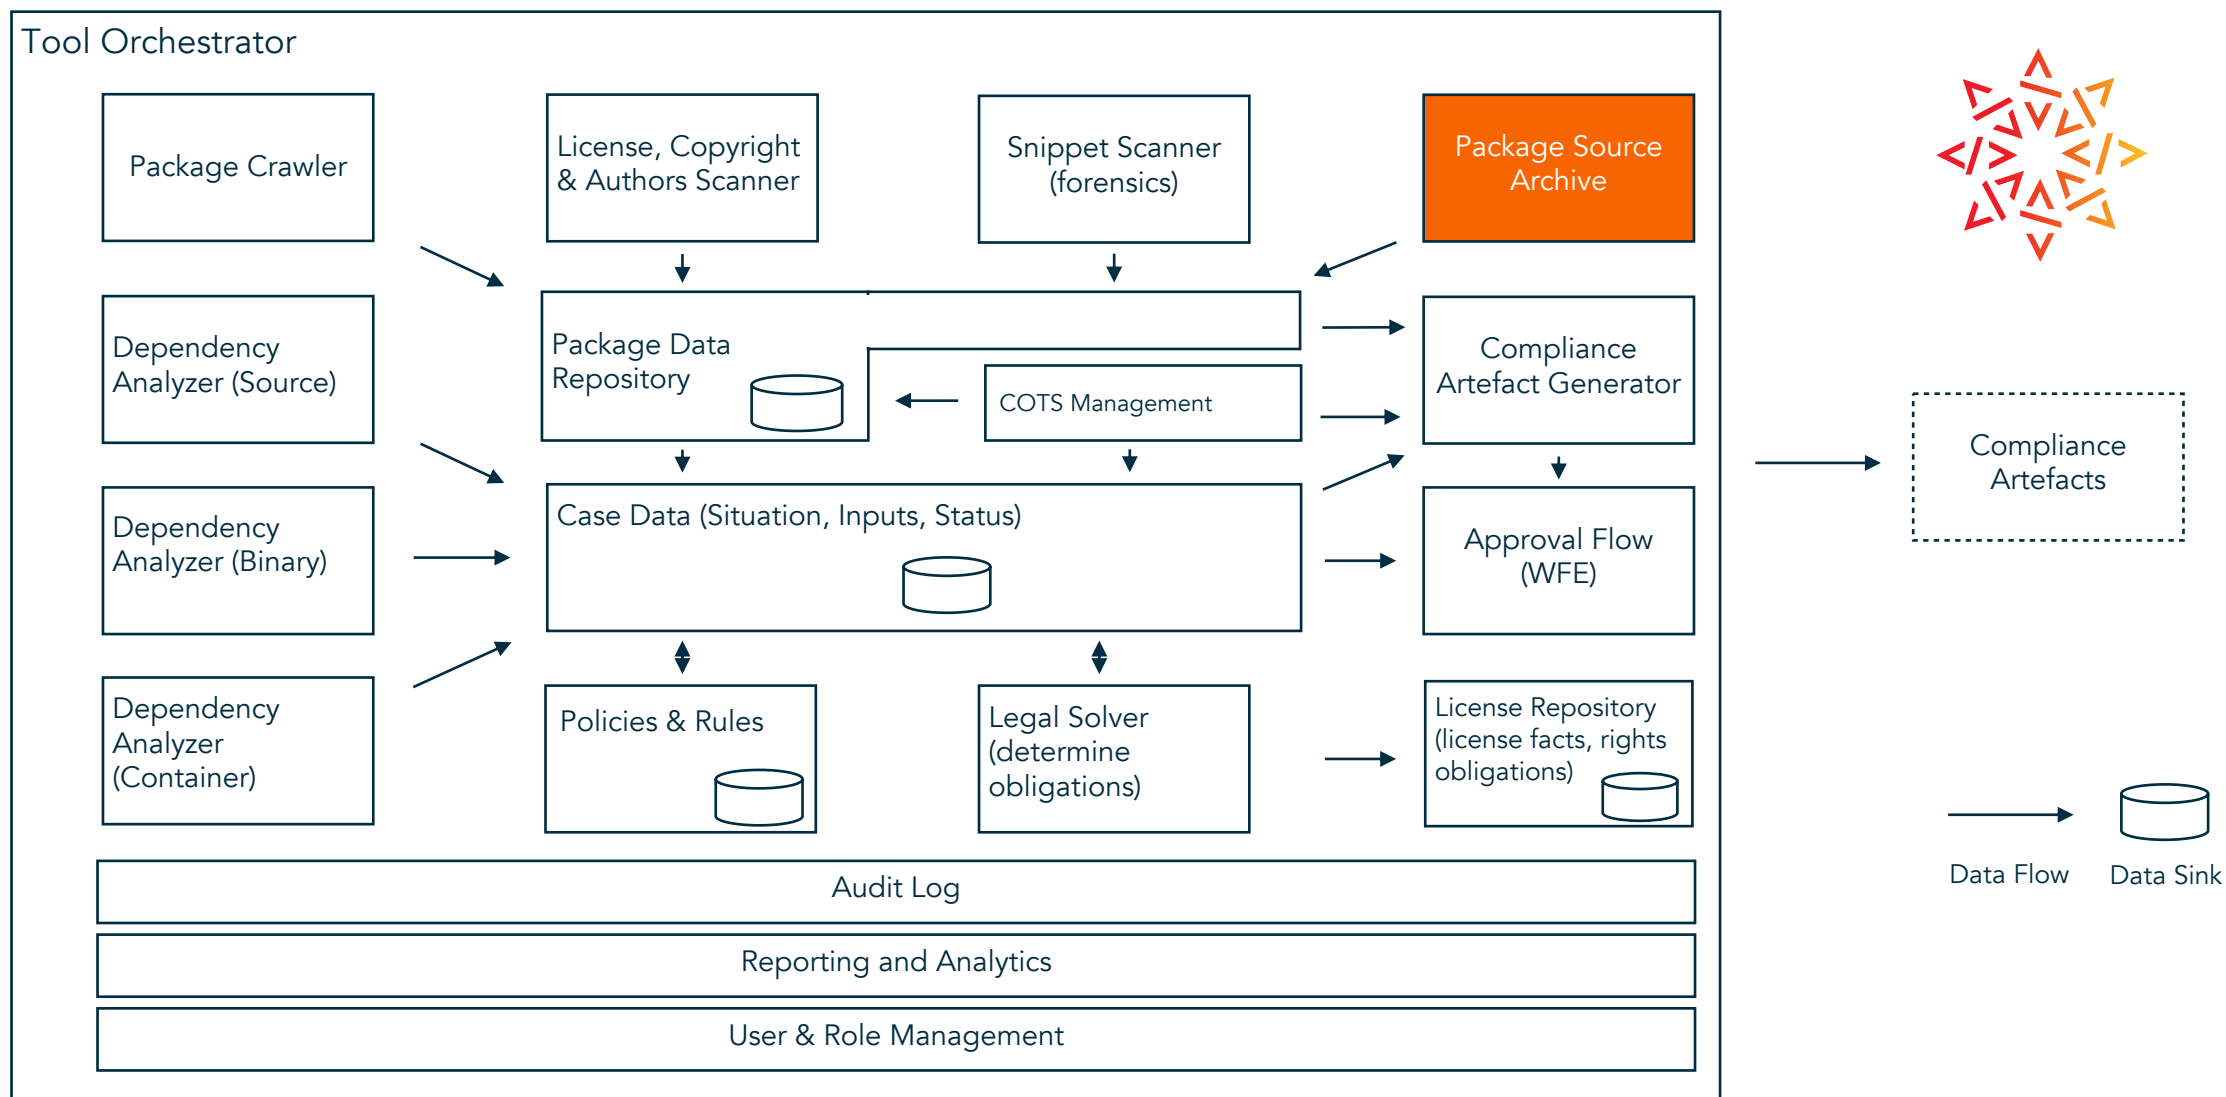 Tool Orchestrator
Package Crawler
License, Copyright
& Authors Scanner
Snippet Scanner
(forensics)
Package Source
Archive
Dependency
Analyzer (Source)
Package Data
Repository
COTS Management
Compliance
Artefact Generator
Compliance
Artefacts
Dependency
Analyzer (Binary)
Case Data (Situation, Inputs, Status)
Approval Flow
(WFE)
Dependency
Analyzer
(Container)
Policies & Rules
Legal Solver
(determine
obligations)
License Repository
(license facts, rights
obligations)
Data Flow
Data Sink
Audit Log
Reporting and Analytics
User & Role Management